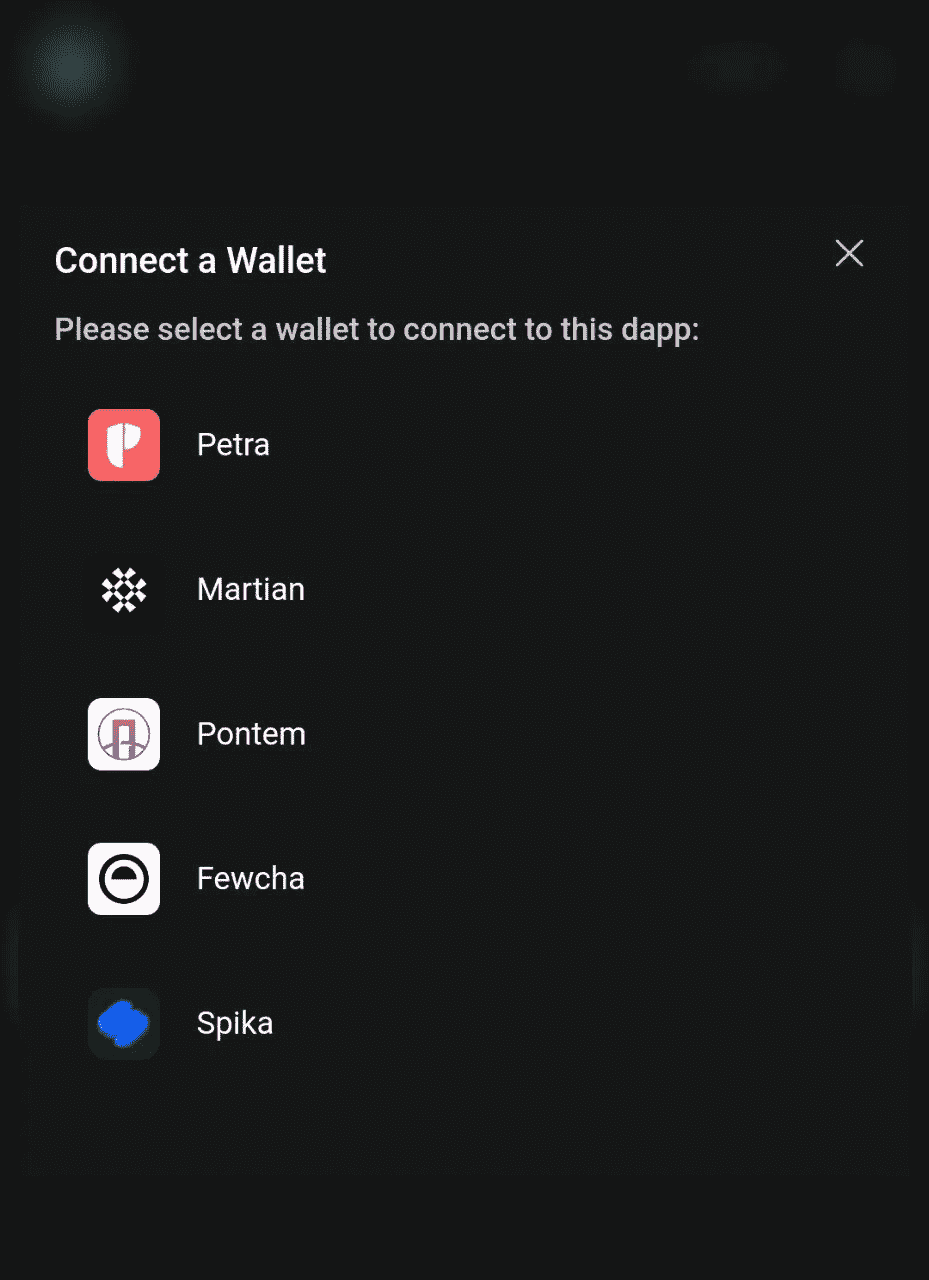 Connect a Wallet
Please select a wallet to connect to this dapp:
Petra
Martian
Pontem
Fewcha
Spika